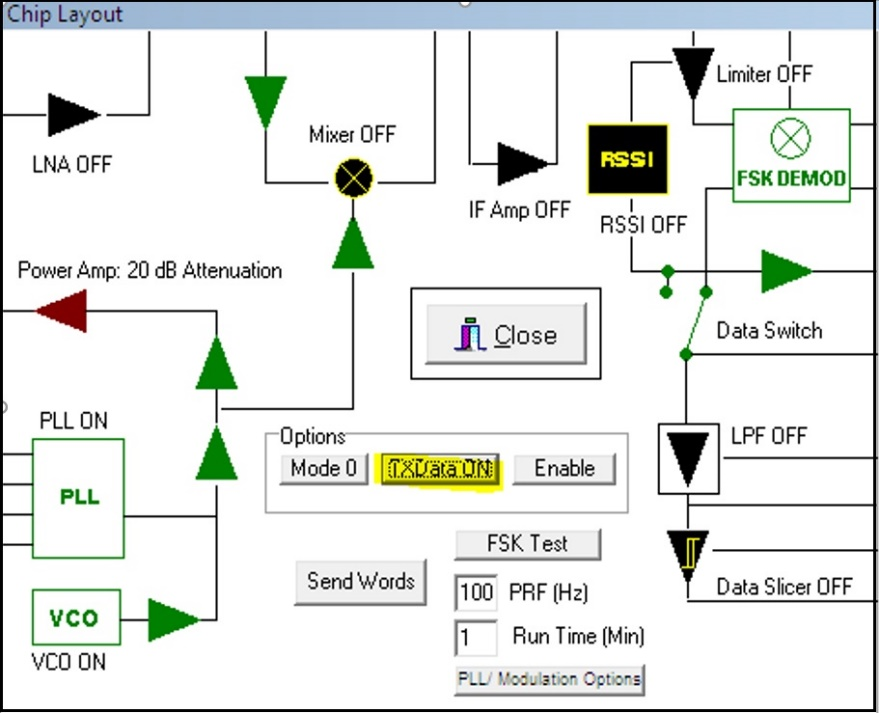 Chip Layout
Limiter OFF
Mixer OFF
LNA OFF
RSSI
FSK DEMOD
IF Amp OFF
RSSI OFF
Power Amp: 20 dB Attenuation
Close
Data Switch
PLL ON
Options
LPF OFF
Mode 0
TXData ON
Enable
PLL
FSK Test
Send Words
100 PRF (Hz)
Data Slicer OFF
VCO
1 Run Time (Min)
VCO ON
PLL/ Modulation Options